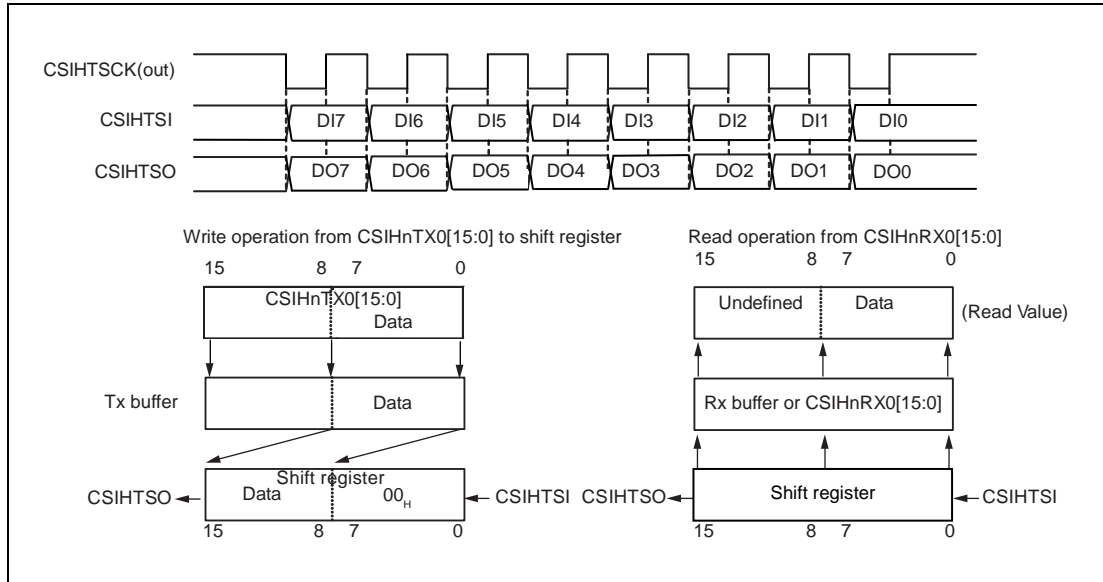 CSIHTSCK(out)
CSIHTSI DI7 DI6 DI5 DI4 DI3 DI2 DI1 DI0
CSIHTSO DO7 DO6 DO5 DO4 DO3 DO2 DO1 DO0
Write operation from CSIHnTX0[15:0] to shift register
15 8 7 0
CSIHnTX0[15:0]
Data
Tx buffer Data
Shift register
CSIHTSO Data 00H CSIHTSI
15 8 7 0
Read operation from CSIHnRX0[15:0]
15 8 7 0
Undefined Data (Read Value)
Rx buffer or CSIHnRX0[15:0]
CSIHTSO Shift register CSIHTSI
15 8 7 0